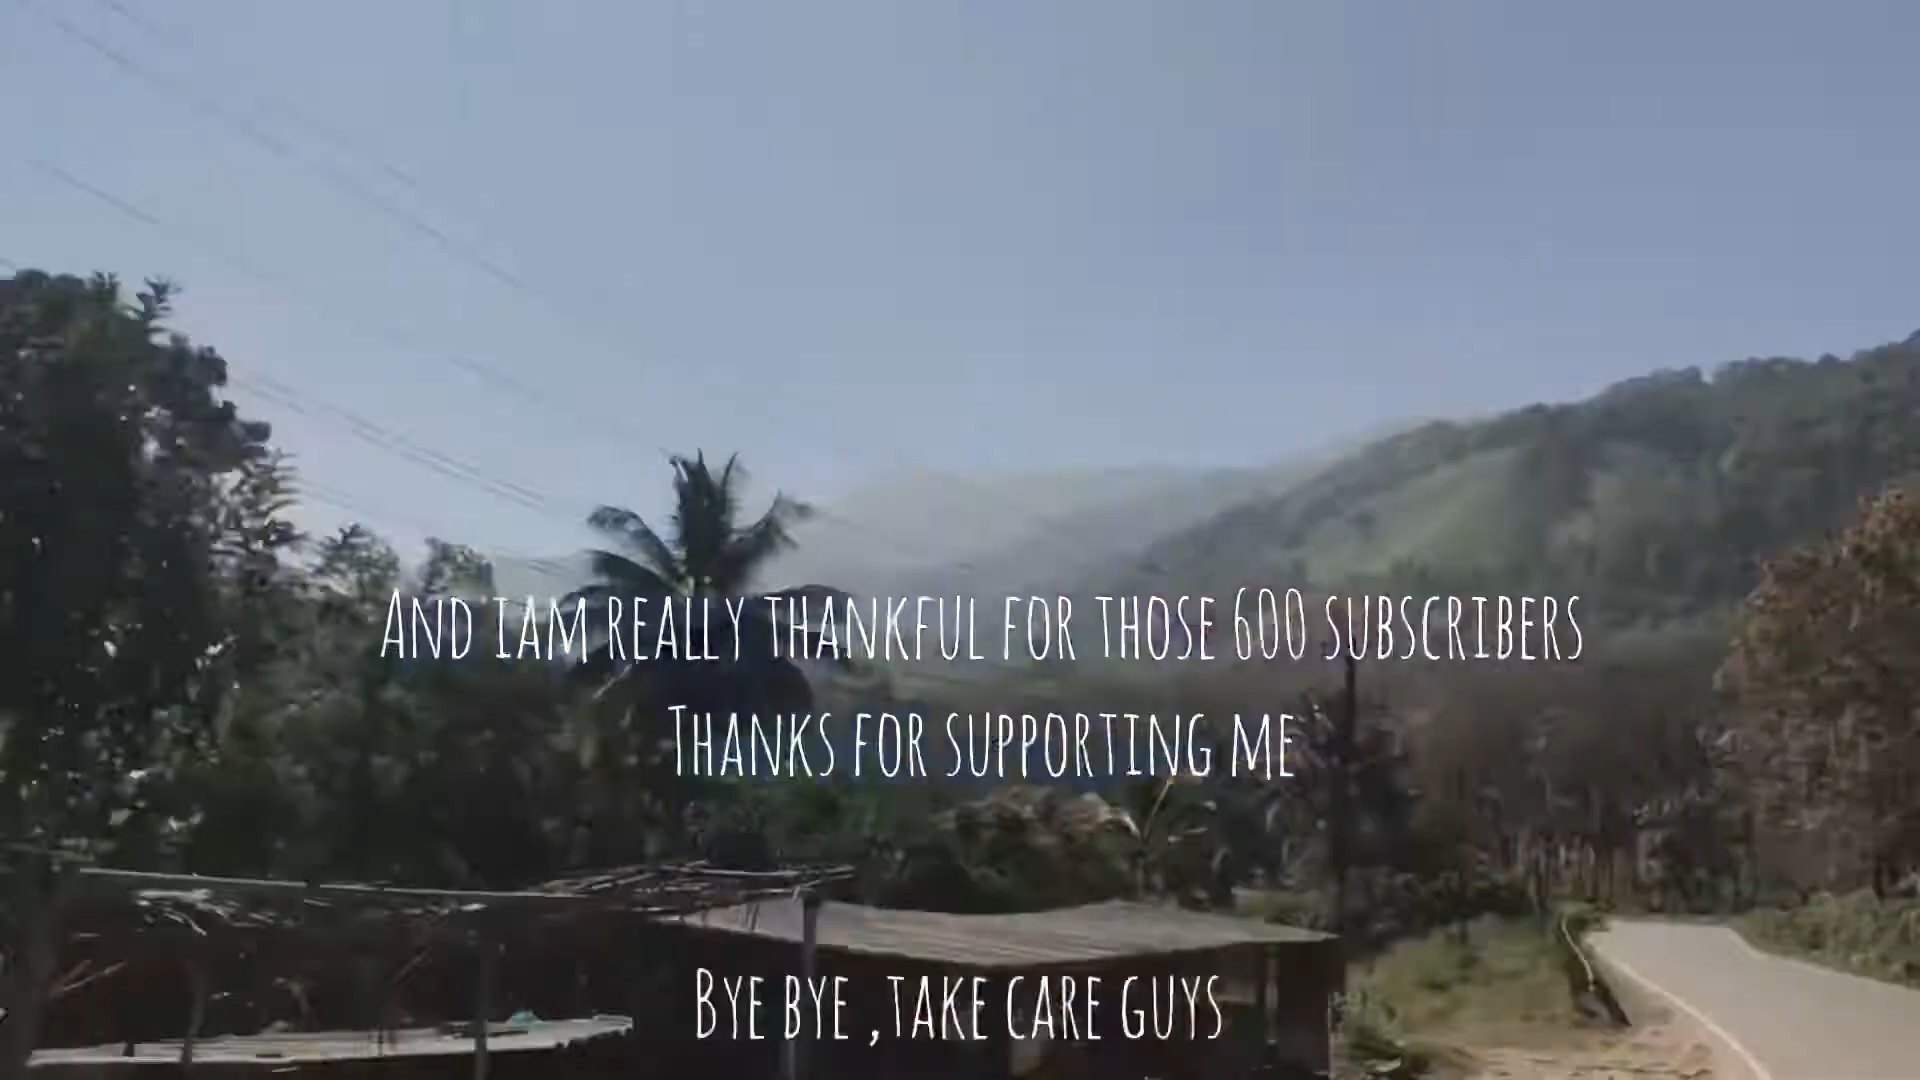 And iam really thankful for those 600 subscribers
Thanks for supporting me
Bye bye ,take care guys